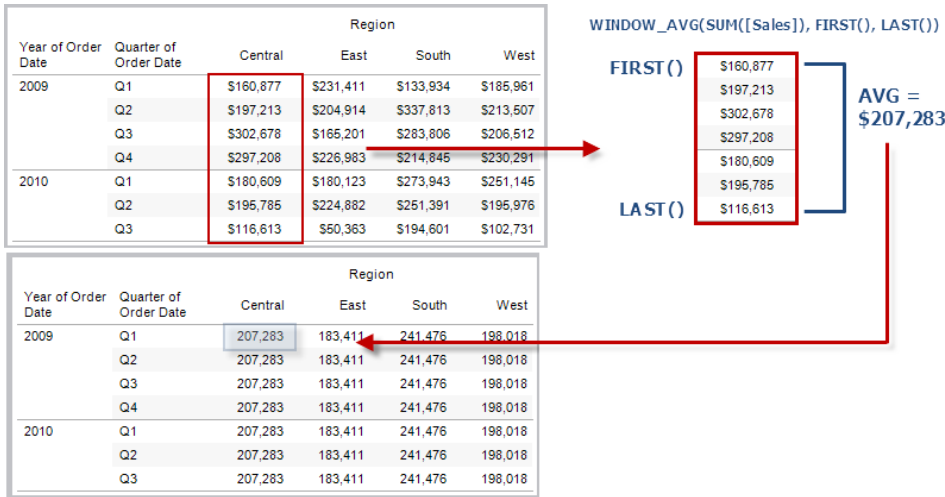 Region
Year of Order Date Quarter of Order Date Central East South West
2009 Q1 $160,877 $231,411 $133,934 $185,961
Q2 $197,213 $204,914 $337,813 $213,507
Q3 $302,678 $165,201 $283,806 $206,512
Q4 $297,208 $226,983 $214,845 $230,291
2010 Q1 $180,609 $180,123 $273,943 $251,145
Q2 $195,785 $224,882 $251,391 $195,976
Q3 $116,613 $50,363 $194,601 $102,731
WINDOW_AVG(SUM([Sales]), FIRST(), LAST())
FIRST() $160,877
$197,213
$302,678
$297,208
$180,609
$195,785
LAST() $116,613
AVG =
$207,283
Region
Year of Order Date Quarter of Order Date Central East South West
2009 Q1 207,283 183,411 241,476 198,018
Q2 207,283 183,411 241,476 198,018
Q3 207,283 183,411 241,476 198,018
Q4 207,283 183,411 241,476 198,018
2010 Q1 207,283 183,411 241,476 198,018
Q2 207,283 183,411 241,476 198,018
Q3 207,283 183,411 241,476 198,018